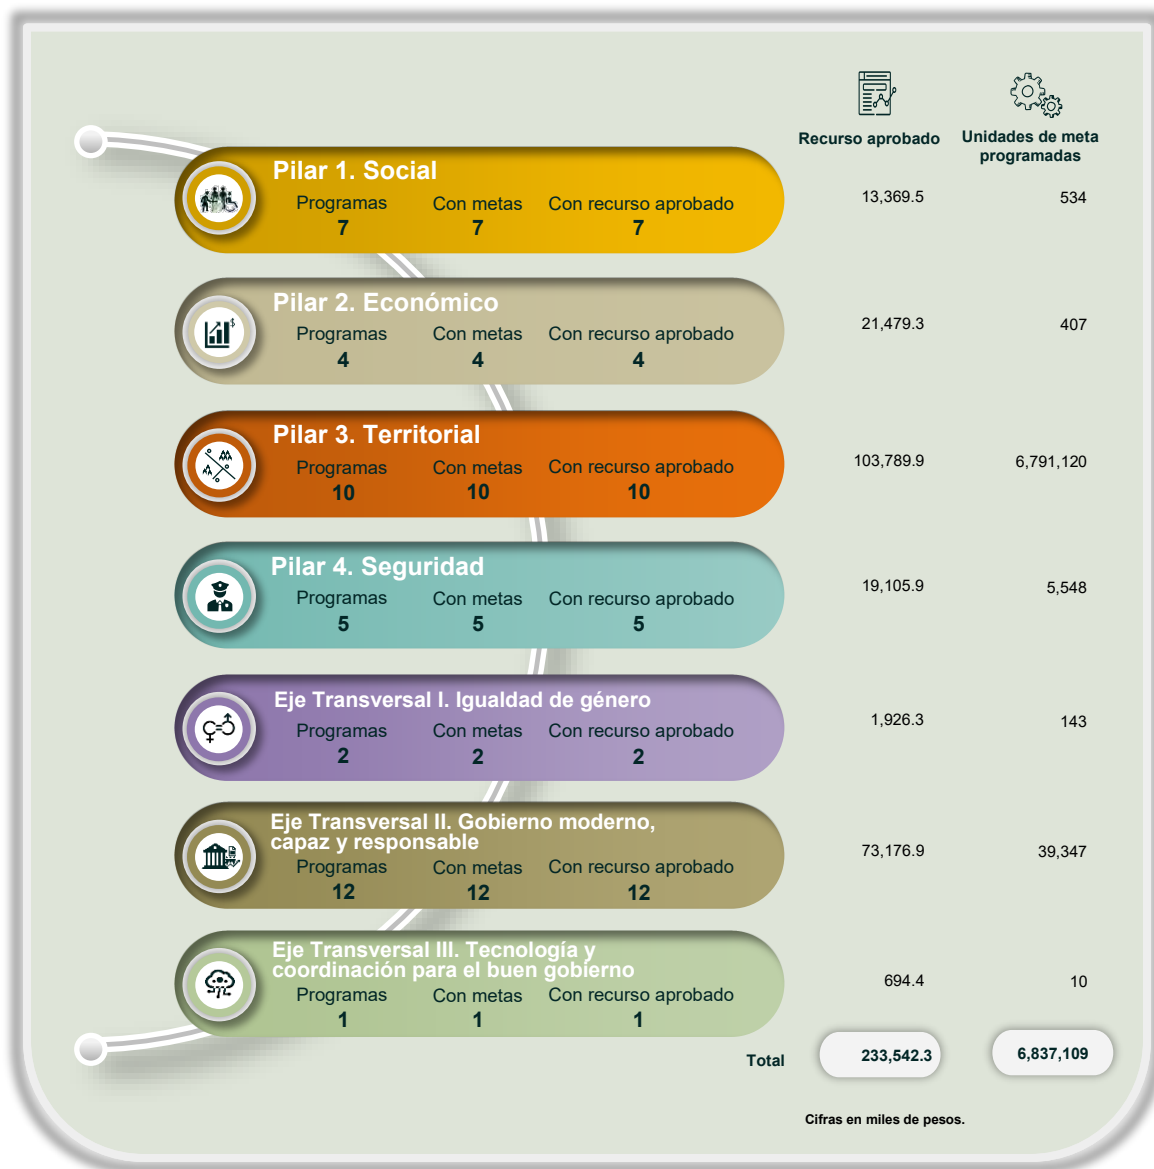 Recurso aprobado
Unidades de meta
programadas
Pilar 1. Social
Programas Con metas Con recurso aprobado
7 7 7
13,369.5 534
Pilar 2. Económico
Programas Con metas Con recurso aprobado
4 4 4
21,479.3 407
Pilar 3. Territorial
Programas Con metas Con recurso aprobado
10 10 10
103,789.9 6,791,120
Pilar 4. Seguridad
Programas Con metas Con recurso aprobado
5 5 5
19,105.9 5,548
Eje Transversal I. Igualdad de género
Programas Con metas Con recurso aprobado
2 2 2
1,926.3 143
Eje Transversal II. Gobierno moderno,
capaz y responsable
Programas Con metas Con recurso aprobado
12 12 12
73,176.9 39,347
Eje Transversal III. Tecnología y
coordinación para el buen gobierno
Programas Con metas Con recurso aprobado
1 1 1
694.4 10
Total 233,542.3 6,837,109
Cifras en miles de pesos.